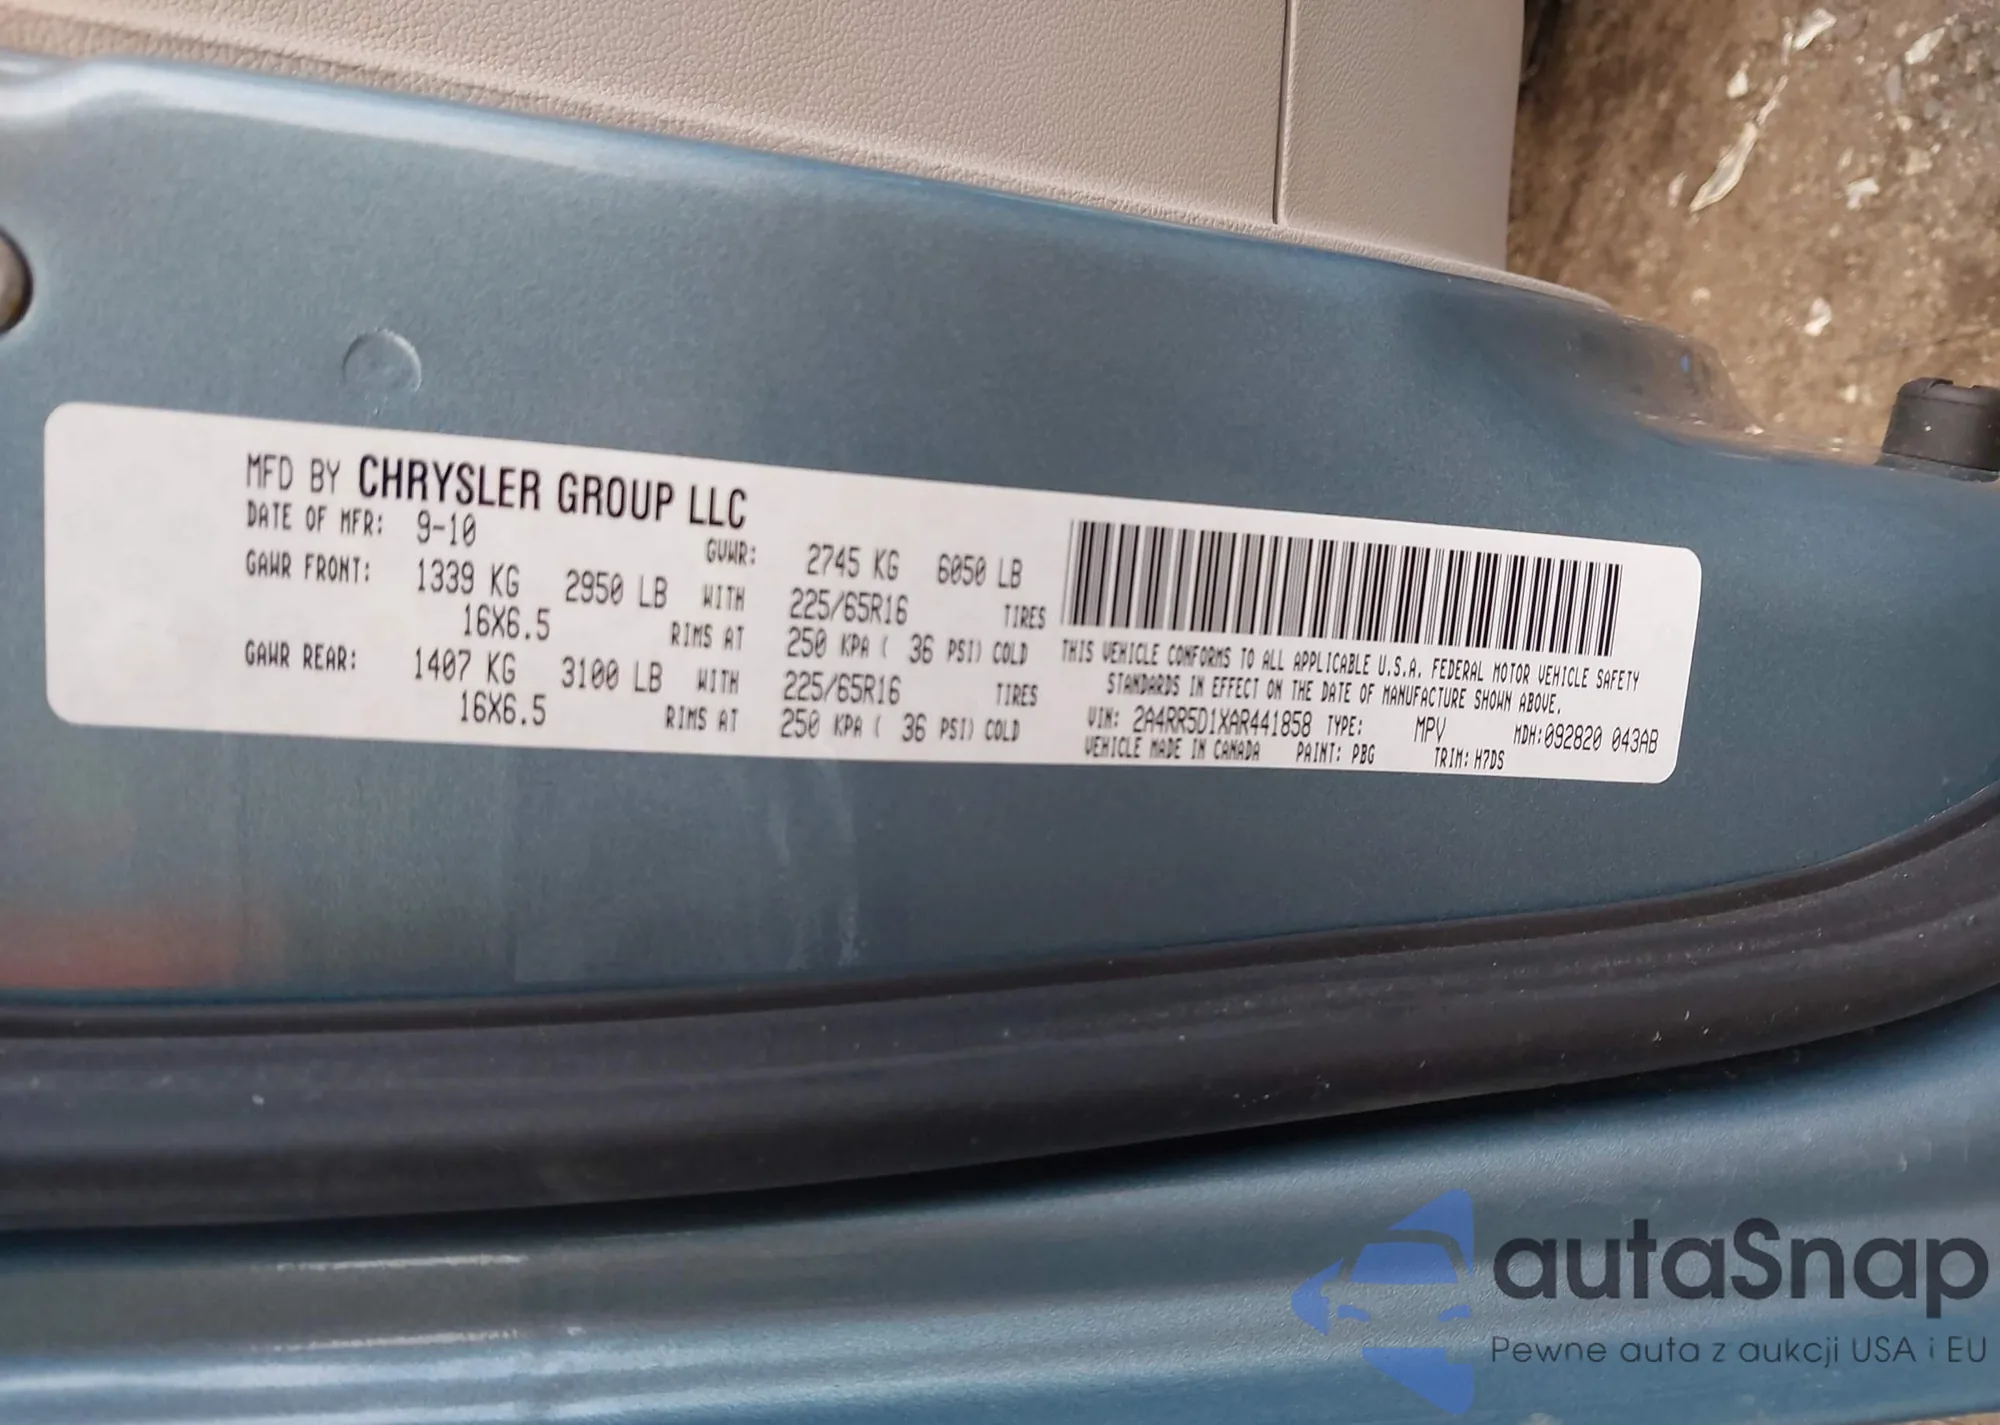 MFD BY CHRYSLER GROUP LLC
DATE OF MFR: 9-10 GVWR: 2745 KG 6050 LB
GAWR FRONT: 1339 KG 2950 LB WITH 225/65R16 TIRES
16X6.5 RIMS AT 250 KPA ( 36 PSI) COLD
GAWR REAR: 1407 KG 3100 LB WITH 225/65R16 TIRES
16X6.5 RIMS AT 250 KPA ( 36 PSI) COLD
THIS VEHICLE CONFORMS TO ALL APPLICABLE U.S.A. FEDERAL MOTOR VEHICLE SAFETY
STANDARDS IN EFFECT ON THE DATE OF MANUFACTURE SHOWN ABOVE.
VIN: 2A4RR5D1XAR441858 TYPE: MPV MDH:092820 043AB
VEHICLE MADE IN CANADA PAINT: PBG TRIM: H7DS
autaSnap
Pewne auta z aukcji USA i EU